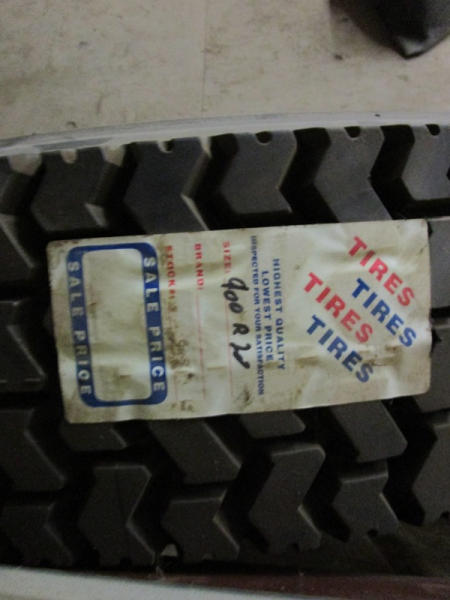 TIRES
TIRES
TIRES
TIRES
HIGHEST QUALITY
LOWEST PRICE
INSPECTED FOR YOUR SATISFACTION
SIZE: 900 R 20
BRAND:
STOCK#:
SALE PRICE
SALE PRICE